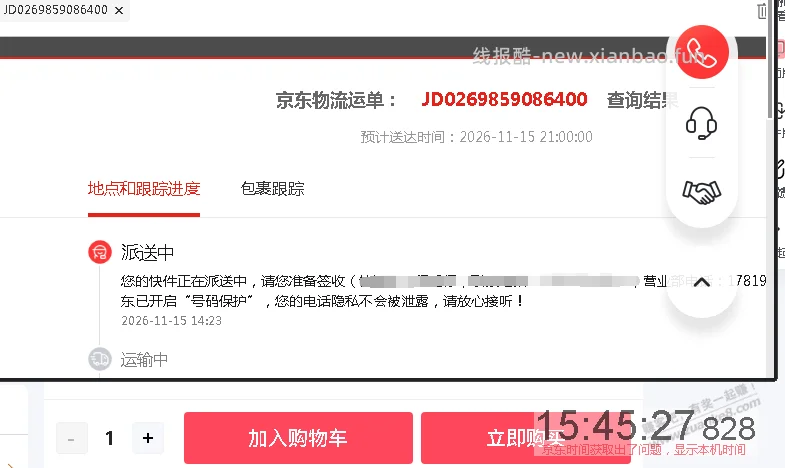 JD0269859086400 ×
线报酷-new.xianbao.fun
京东物流运单： JD0269859086400 查询结果
预计送达时间：2026-11-15 21:00:00
地点和跟踪进度 包裹跟踪
派送中
您的快件正在派送中，请您准备签收（ ，营业部电话：17819
东已开启“号码保护”，您的电话隐私不会被泄露，请放心接听！
2026-11-15 14:23
运输中
- 1 +
加入购物车
立即购买
15:45:27 828
京东时间获取出了问题，显示本机时间